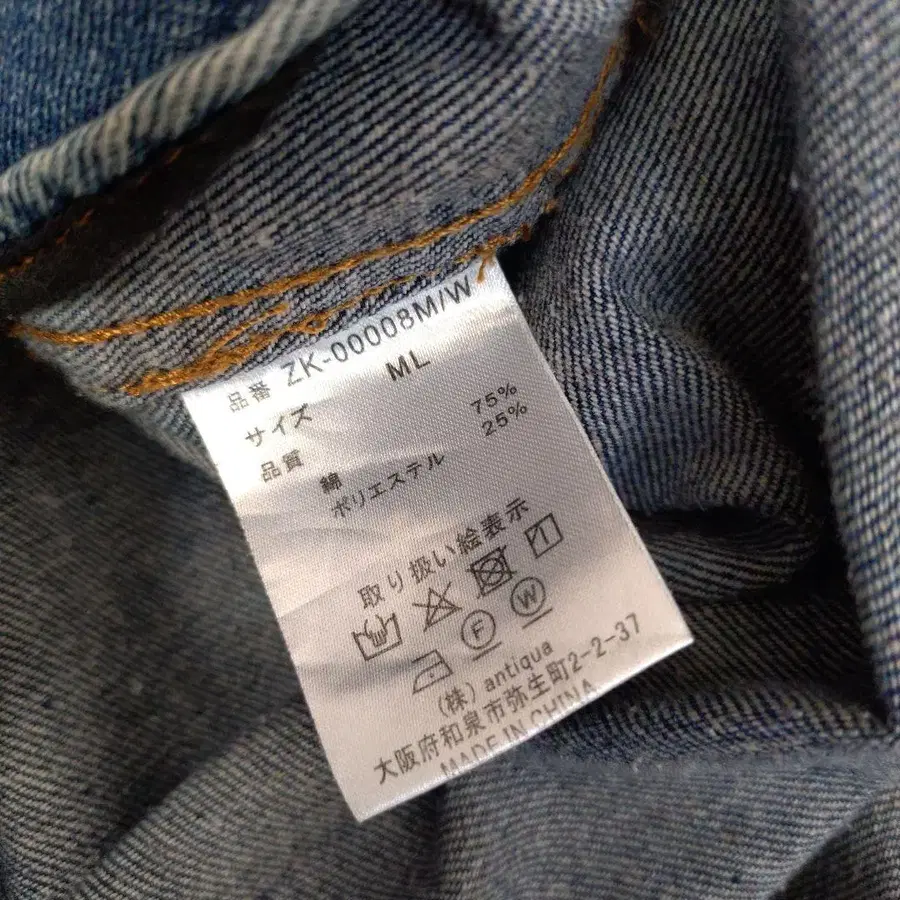 品番 ZK-00008M/W
サイズ ML
品質
綿 75%
ポリエステル 25%
取り扱い絵表示
F W
(株) antiqua
大阪府和泉市弥生町2-2-37
MADE IN CHINA